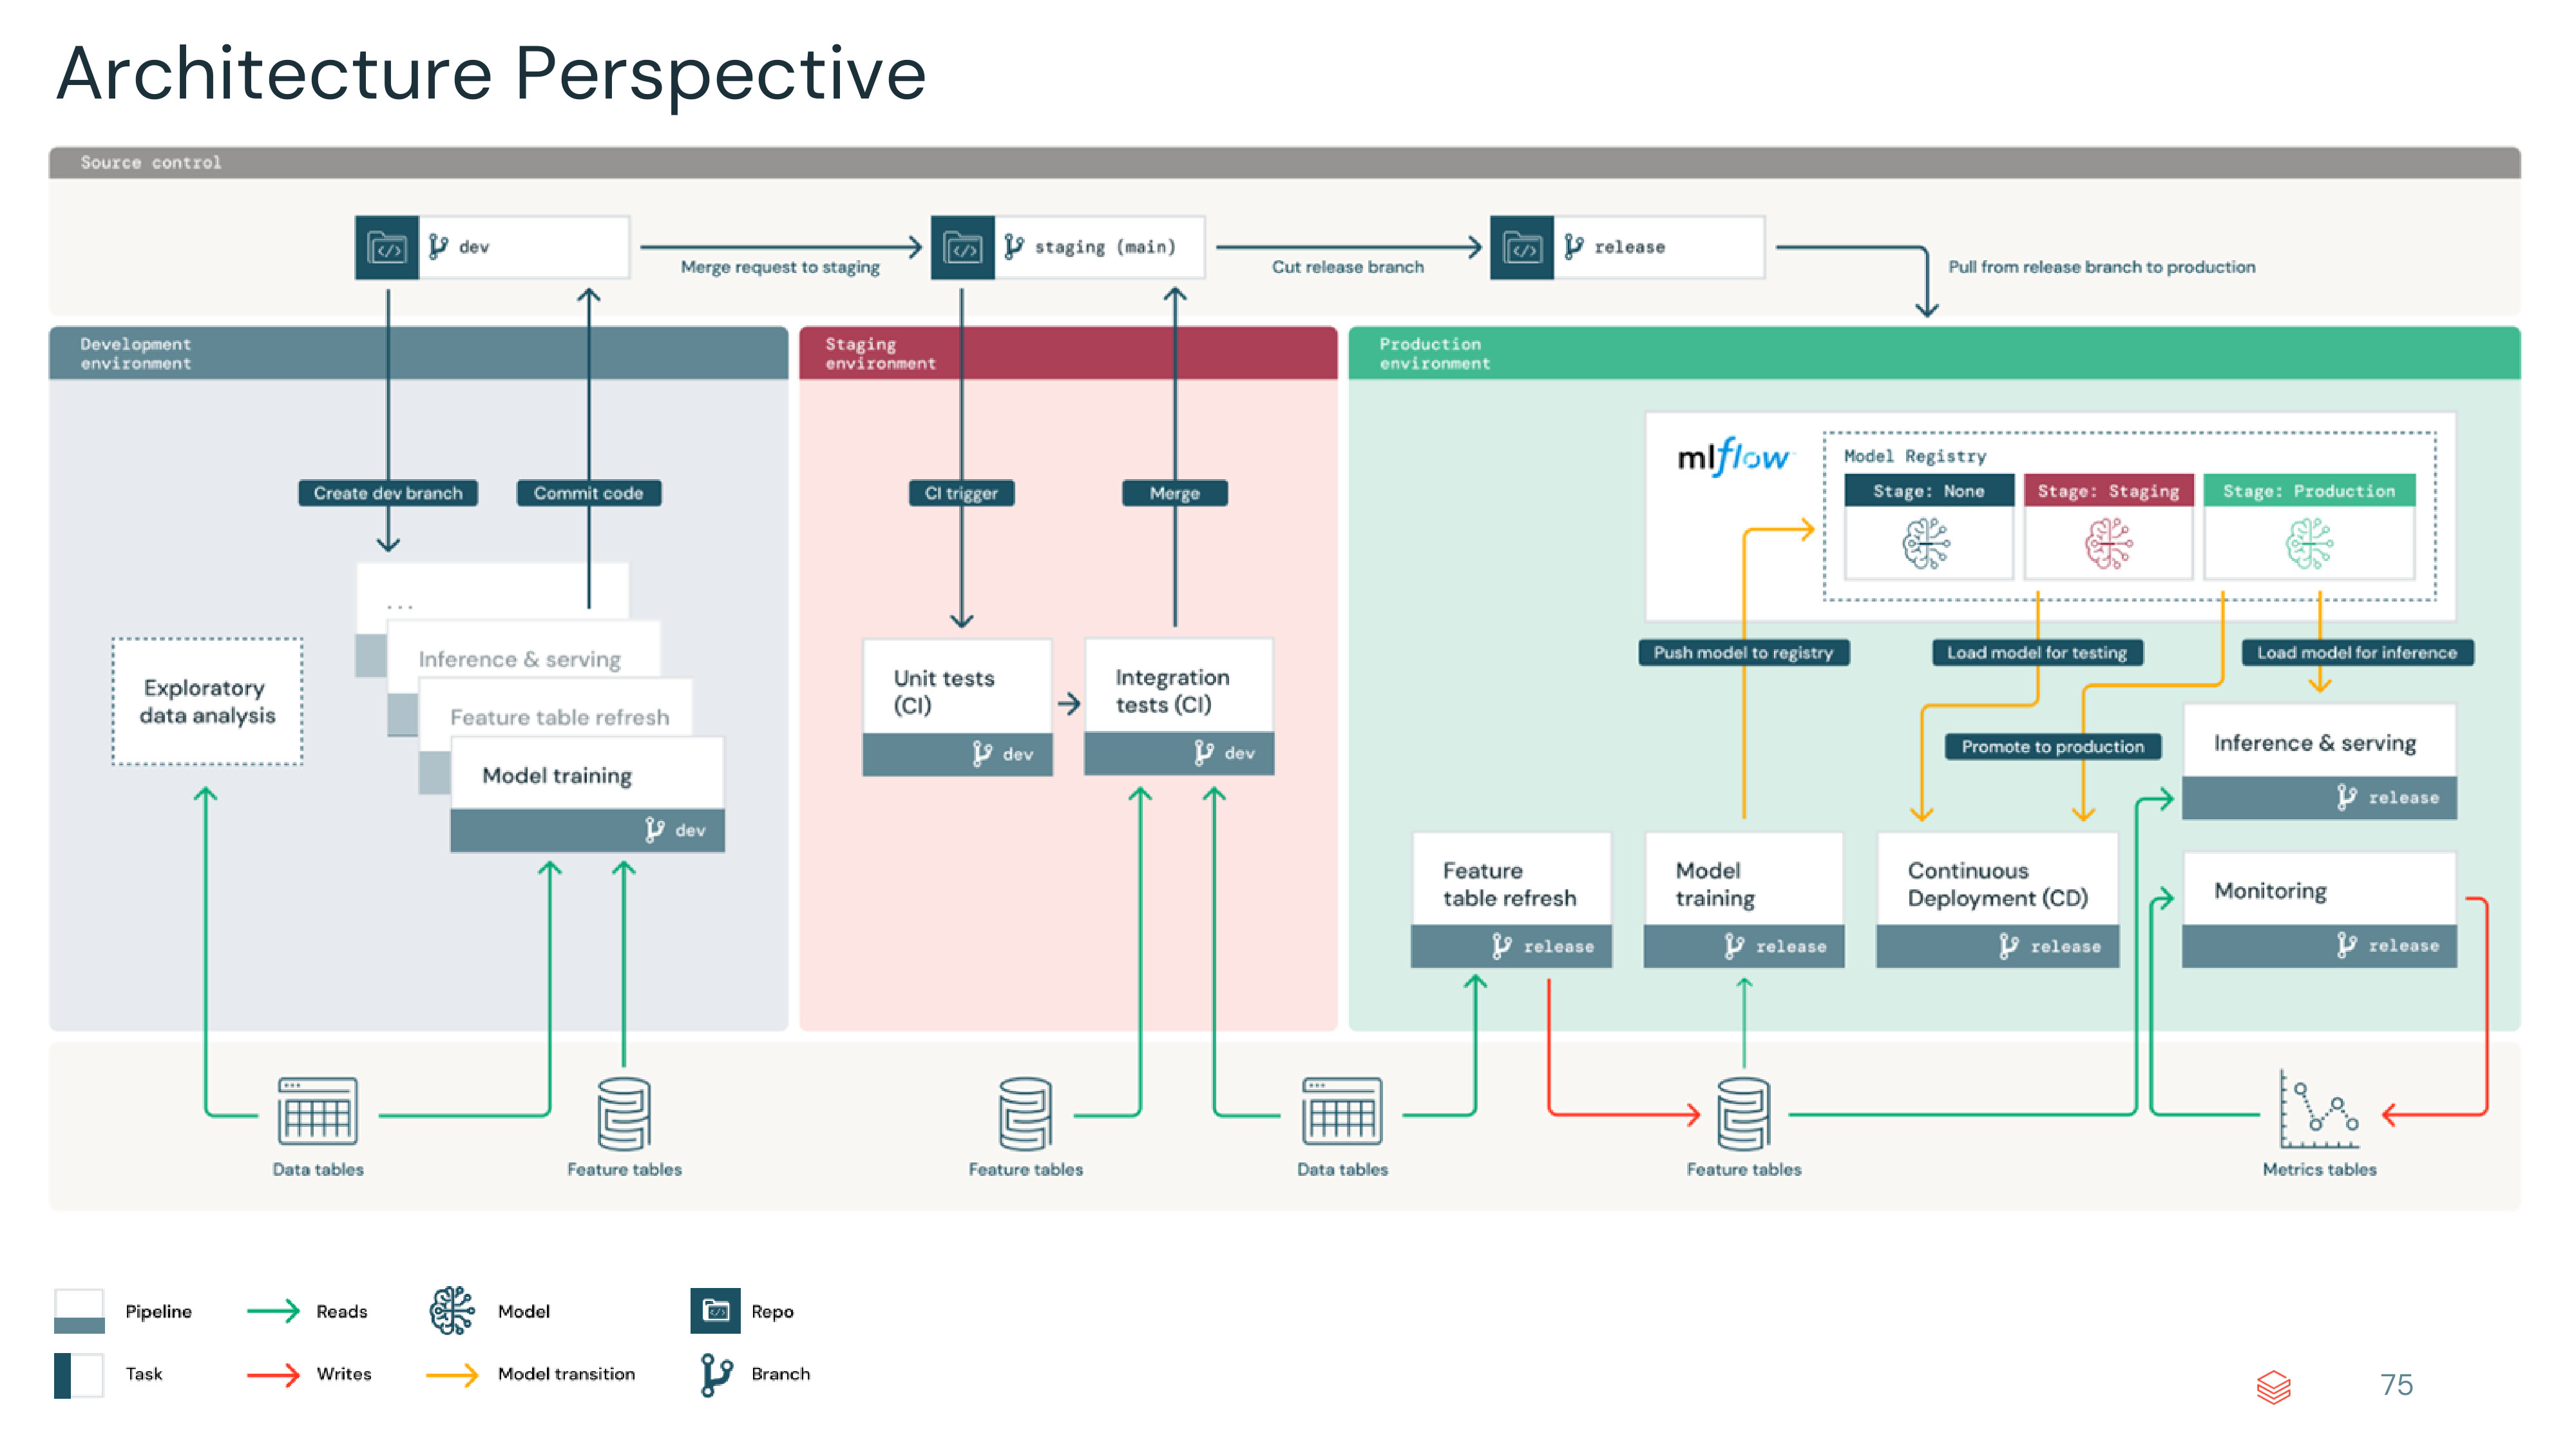 Architecture Perspective
Source control
dev
Merge request to staging
staging (main)
Cut release branch
release
Pull from release branch to production
Development
environment
Create dev branch
Commit code
...
Inference & serving
Feature table refresh
Model training
dev
Exploratory
data analysis
Staging
environment
CI trigger
Merge
Unit tests
(CI)
dev
Integration
tests (CI)
dev
Production
environment
mlflow
Model Registry
Stage: None
Stage: Staging
Stage: Production
Push model to registry
Load model for testing
Load model for inference
Promote to production
Inference & serving
release
Feature
table refresh
release
Model
training
release
Continuous
Deployment (CD)
release
Monitoring
release
Data tables
Feature tables
Feature tables
Data tables
Feature tables
Metrics tables
Pipeline
Reads
Model
Repo
Task
Writes
Model transition
Branch
75